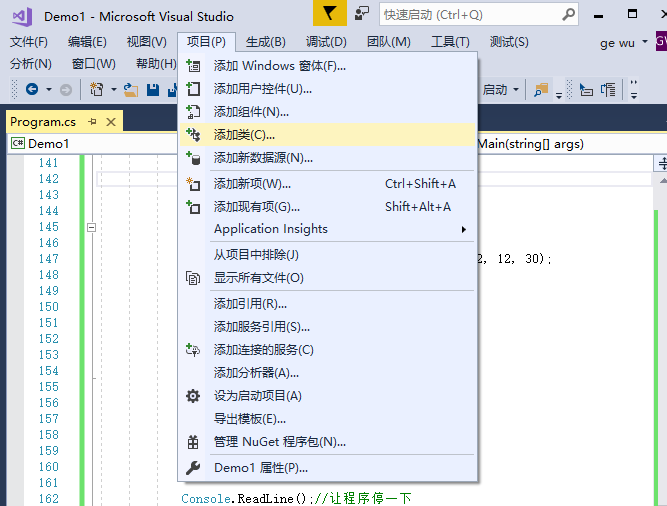 Demo1 - Microsoft Visual Studio
快速启动 (Ctrl+Q)
文件(F) 编辑(E) 视图(V) 项目(P) 生成(B) 调试(D) 团队(M) 工具(T) 测试(S) ge wu
分析(N) 窗口(W) 帮助(H)
启动
Program.cs
C# Demo1
Main(string[] args)
添加 Windows 窗体(F)...
添加用户控件(U)...
添加组件(N)...
添加类(C)...
添加新数据源(N)...
添加新项(W)... Ctrl+Shift+A
添加现有项(G)... Shift+Alt+A
Application Insights
从项目中排除(J)
显示所有文件(O)
添加引用(R)...
添加服务引用(S)...
添加连接的服务(C)
添加分析器(A)...
设为启动项目(A)
导出模板(E)...
管理 NuGet 程序包(N)...
Demo1 属性(P)...
141
142
143
144
145
146
147 2, 12, 30);
148
149
150
151
152
153
154
155
156
157
158
159
160
161
162 Console.ReadLine();//让程序停一下